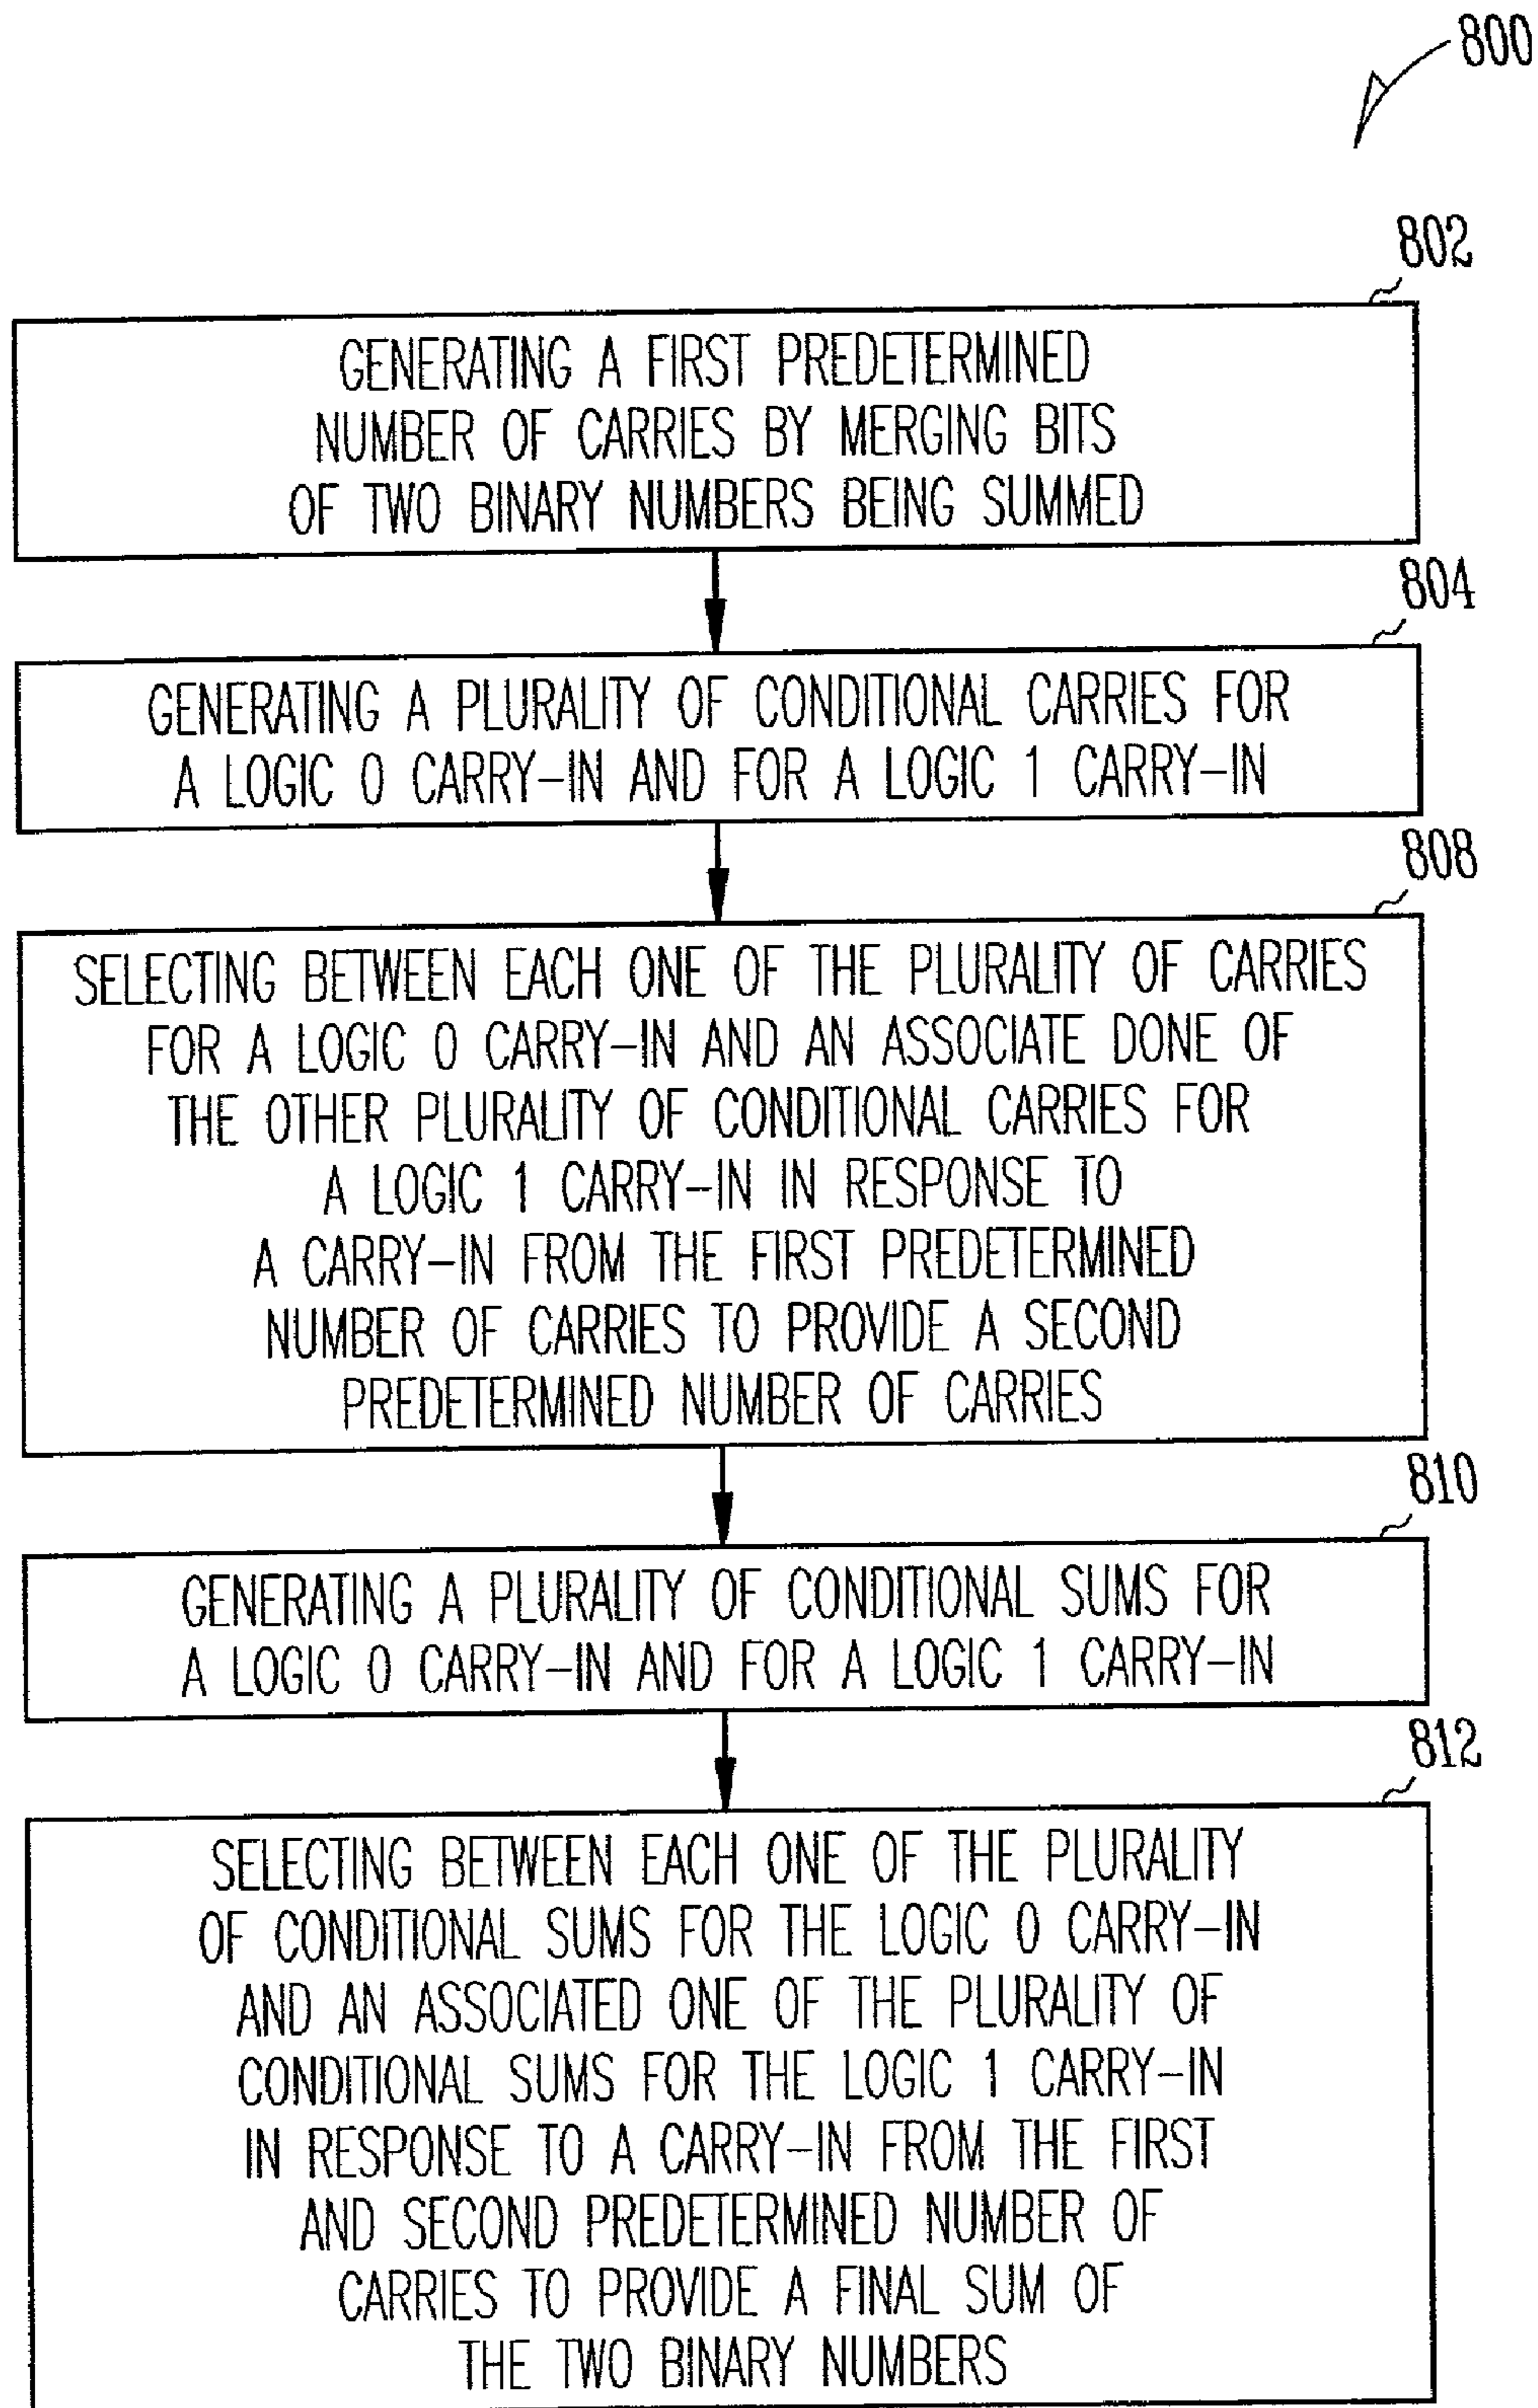 800
802
GENERATING A FIRST PREDETERMINED
NUMBER OF CARRIES BY MERGING BITS
OF TWO BINARY NUMBERS BEING SUMMED
804
GENERATING A PLURALITY OF CONDITIONAL CARRIES FOR
A LOGIC 0 CARRY-IN AND FOR A LOGIC 1 CARRY-IN
808
SELECTING BETWEEN EACH ONE OF THE PLURALITY OF CARRIES
FOR A LOGIC 0 CARRY-IN AND AN ASSOCIATE DONE OF
THE OTHER PLURALITY OF CONDITIONAL CARRIES FOR
A LOGIC 1 CARRY-IN IN RESPONSE TO
A CARRY-IN FROM THE FIRST PREDETERMINED
NUMBER OF CARRIES TO PROVIDE A SECOND
PREDETERMINED NUMBER OF CARRIES
810
GENERATING A PLURALITY OF CONDITIONAL SUMS FOR
A LOGIC 0 CARRY-IN AND FOR A LOGIC 1 CARRY-IN
812
SELECTING BETWEEN EACH ONE OF THE PLURALITY
OF CONDITIONAL SUMS FOR THE LOGIC 0 CARRY-IN
AND AN ASSOCIATED ONE OF THE PLURALITY OF
CONDITIONAL SUMS FOR THE LOGIC 1 CARRY-IN
IN RESPONSE TO A CARRY-IN FROM THE FIRST
AND SECOND PREDETERMINED NUMBER OF
CARRIES TO PROVIDE A FINAL SUM OF
THE TWO BINARY NUMBERS